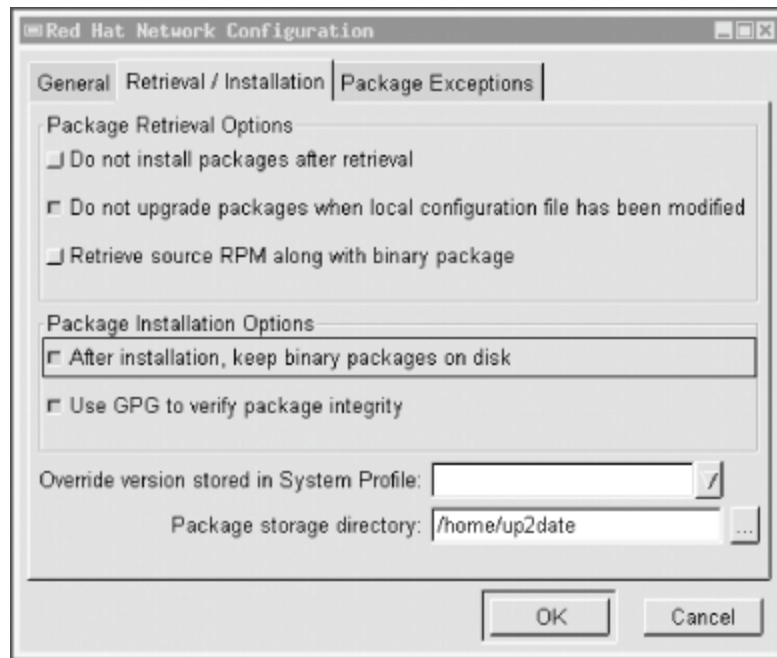 Red Hat Network Configuration
General Retrieval / Installation Package Exceptions
Package Retrieval Options
Do not install packages after retrieval
Do not upgrade packages when local configuration file has been modified
Retrieve source RPM along with binary package
Package Installation Options
After installation, keep binary packages on disk
Use GPG to verify package integrity
Override version stored in System Profile:
Package storage directory: /home/up2date ...
OK Cancel